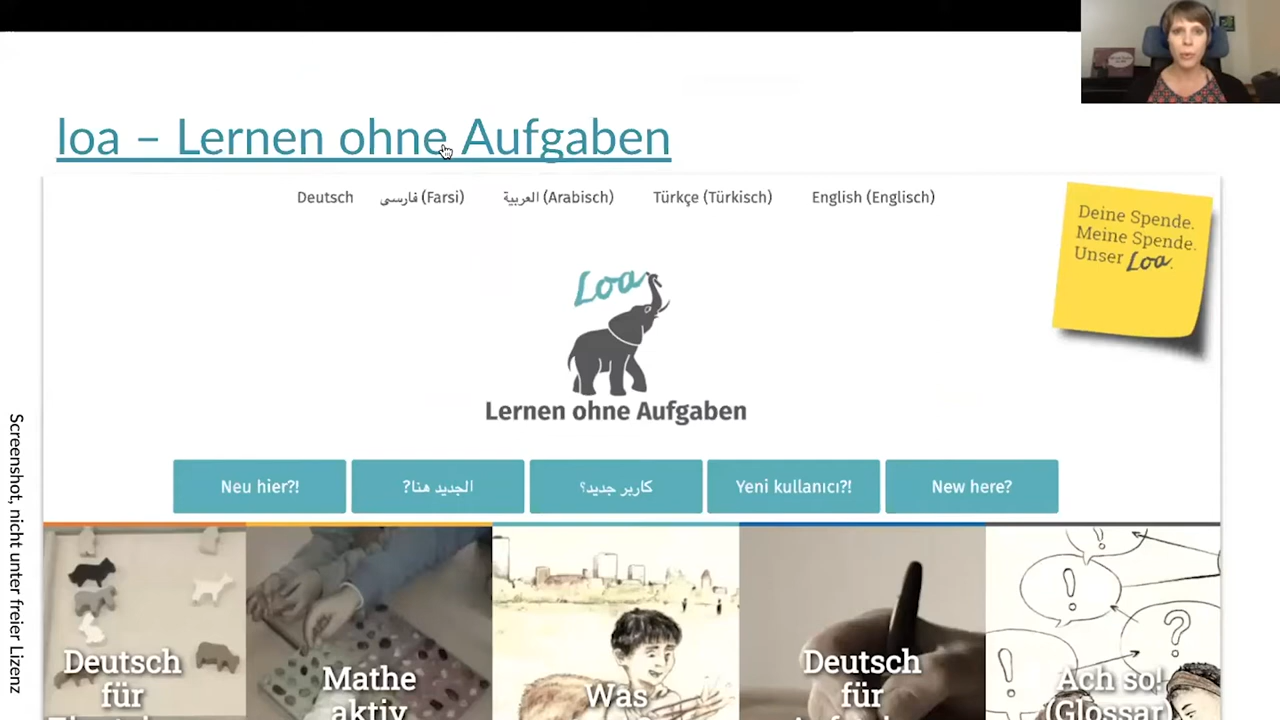 loa – Lernen ohne Aufgaben
Deutsch فارسی (Farsi) العربية (Arabisch) Türkçe (Türkisch) English (Englisch)
Deine Spende.
Meine Spende.
Unser Loa.
Loa
Lernen ohne Aufgaben
Neu hier?! الجديد هنا؟ کاربر جدید؟ Yeni kullanıcı?! New here?
Deutsch
für
Mathe
aktiv
Was
Deutsch
für
Ach so!
(Glossar)
Screenshot, nicht unter freier Lizenz